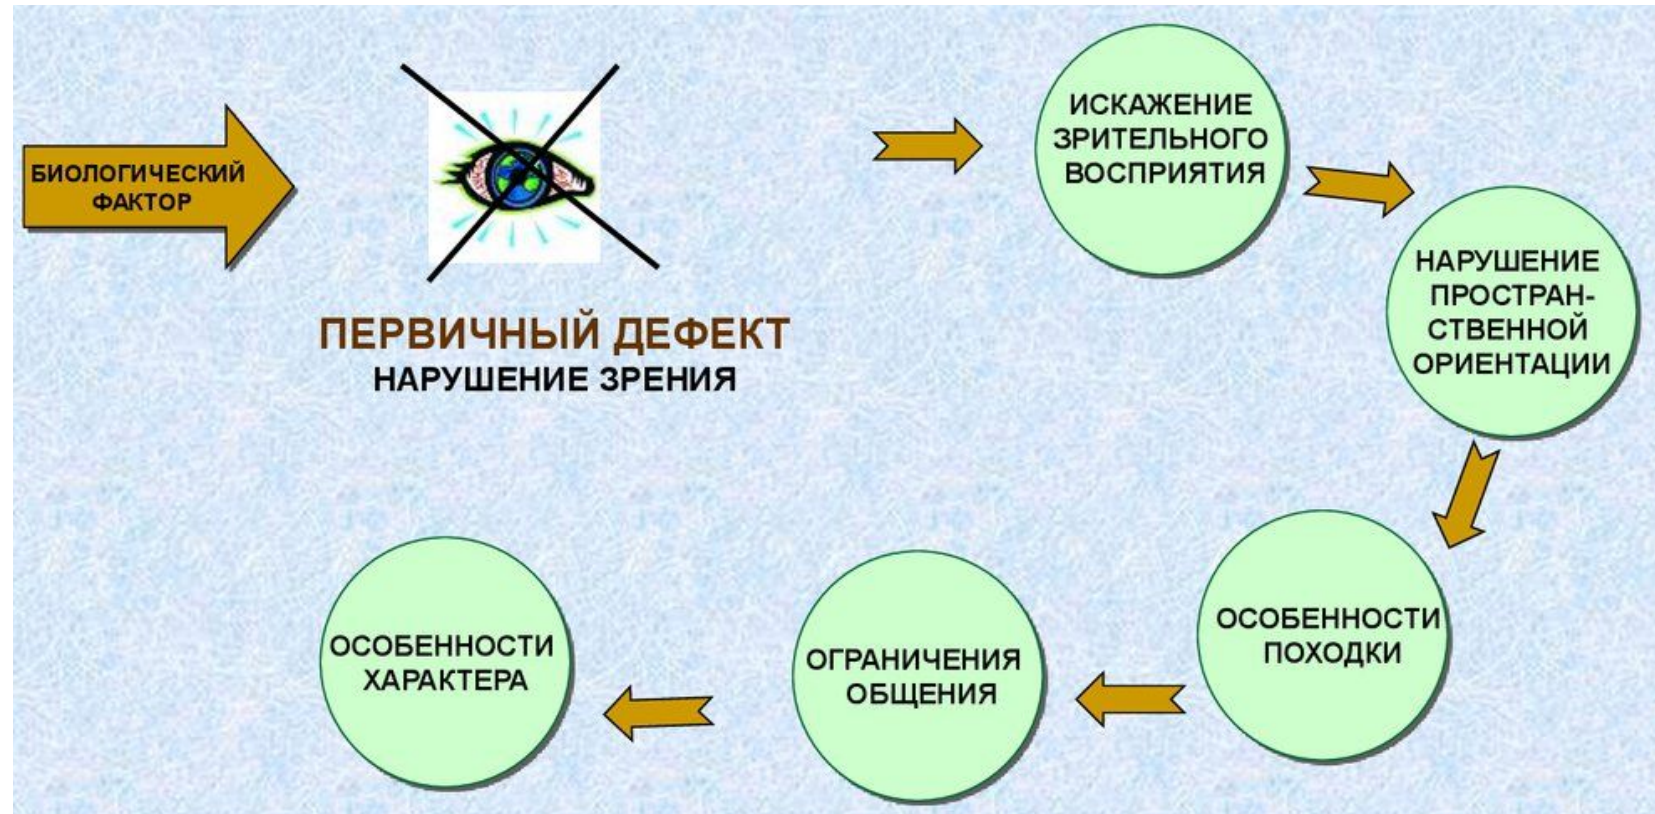 БИОЛОГИЧЕСКИЙ
ФАКТОР
ПЕРВИЧНЫЙ ДЕФЕКТ
НАРУШЕНИЕ ЗРЕНИЯ
ИСКАЖЕНИЕ
ЗРИТЕЛЬНОГО
ВОСПРИЯТИЯ
НАРУШЕНИЕ
ПРОСТРАН-
СТВЕННОЙ
ОРИЕНТАЦИИ
ОСОБЕННОСТИ
ПОХОДКИ
ОГРАНИЧЕНИЯ
ОБЩЕНИЯ
ОСОБЕННОСТИ
ХАРАКТЕРА